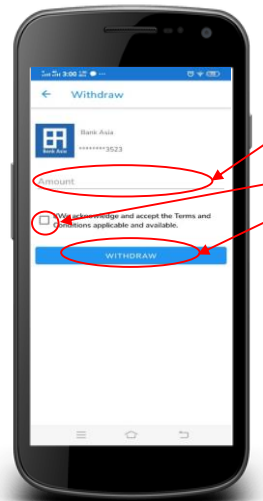 3:00
Withdraw
Bank Asia
Bank Asia
********3523
Amount
I/We acknowledge and accept the Terms and
Conditions applicable and available.
WITHDRAW